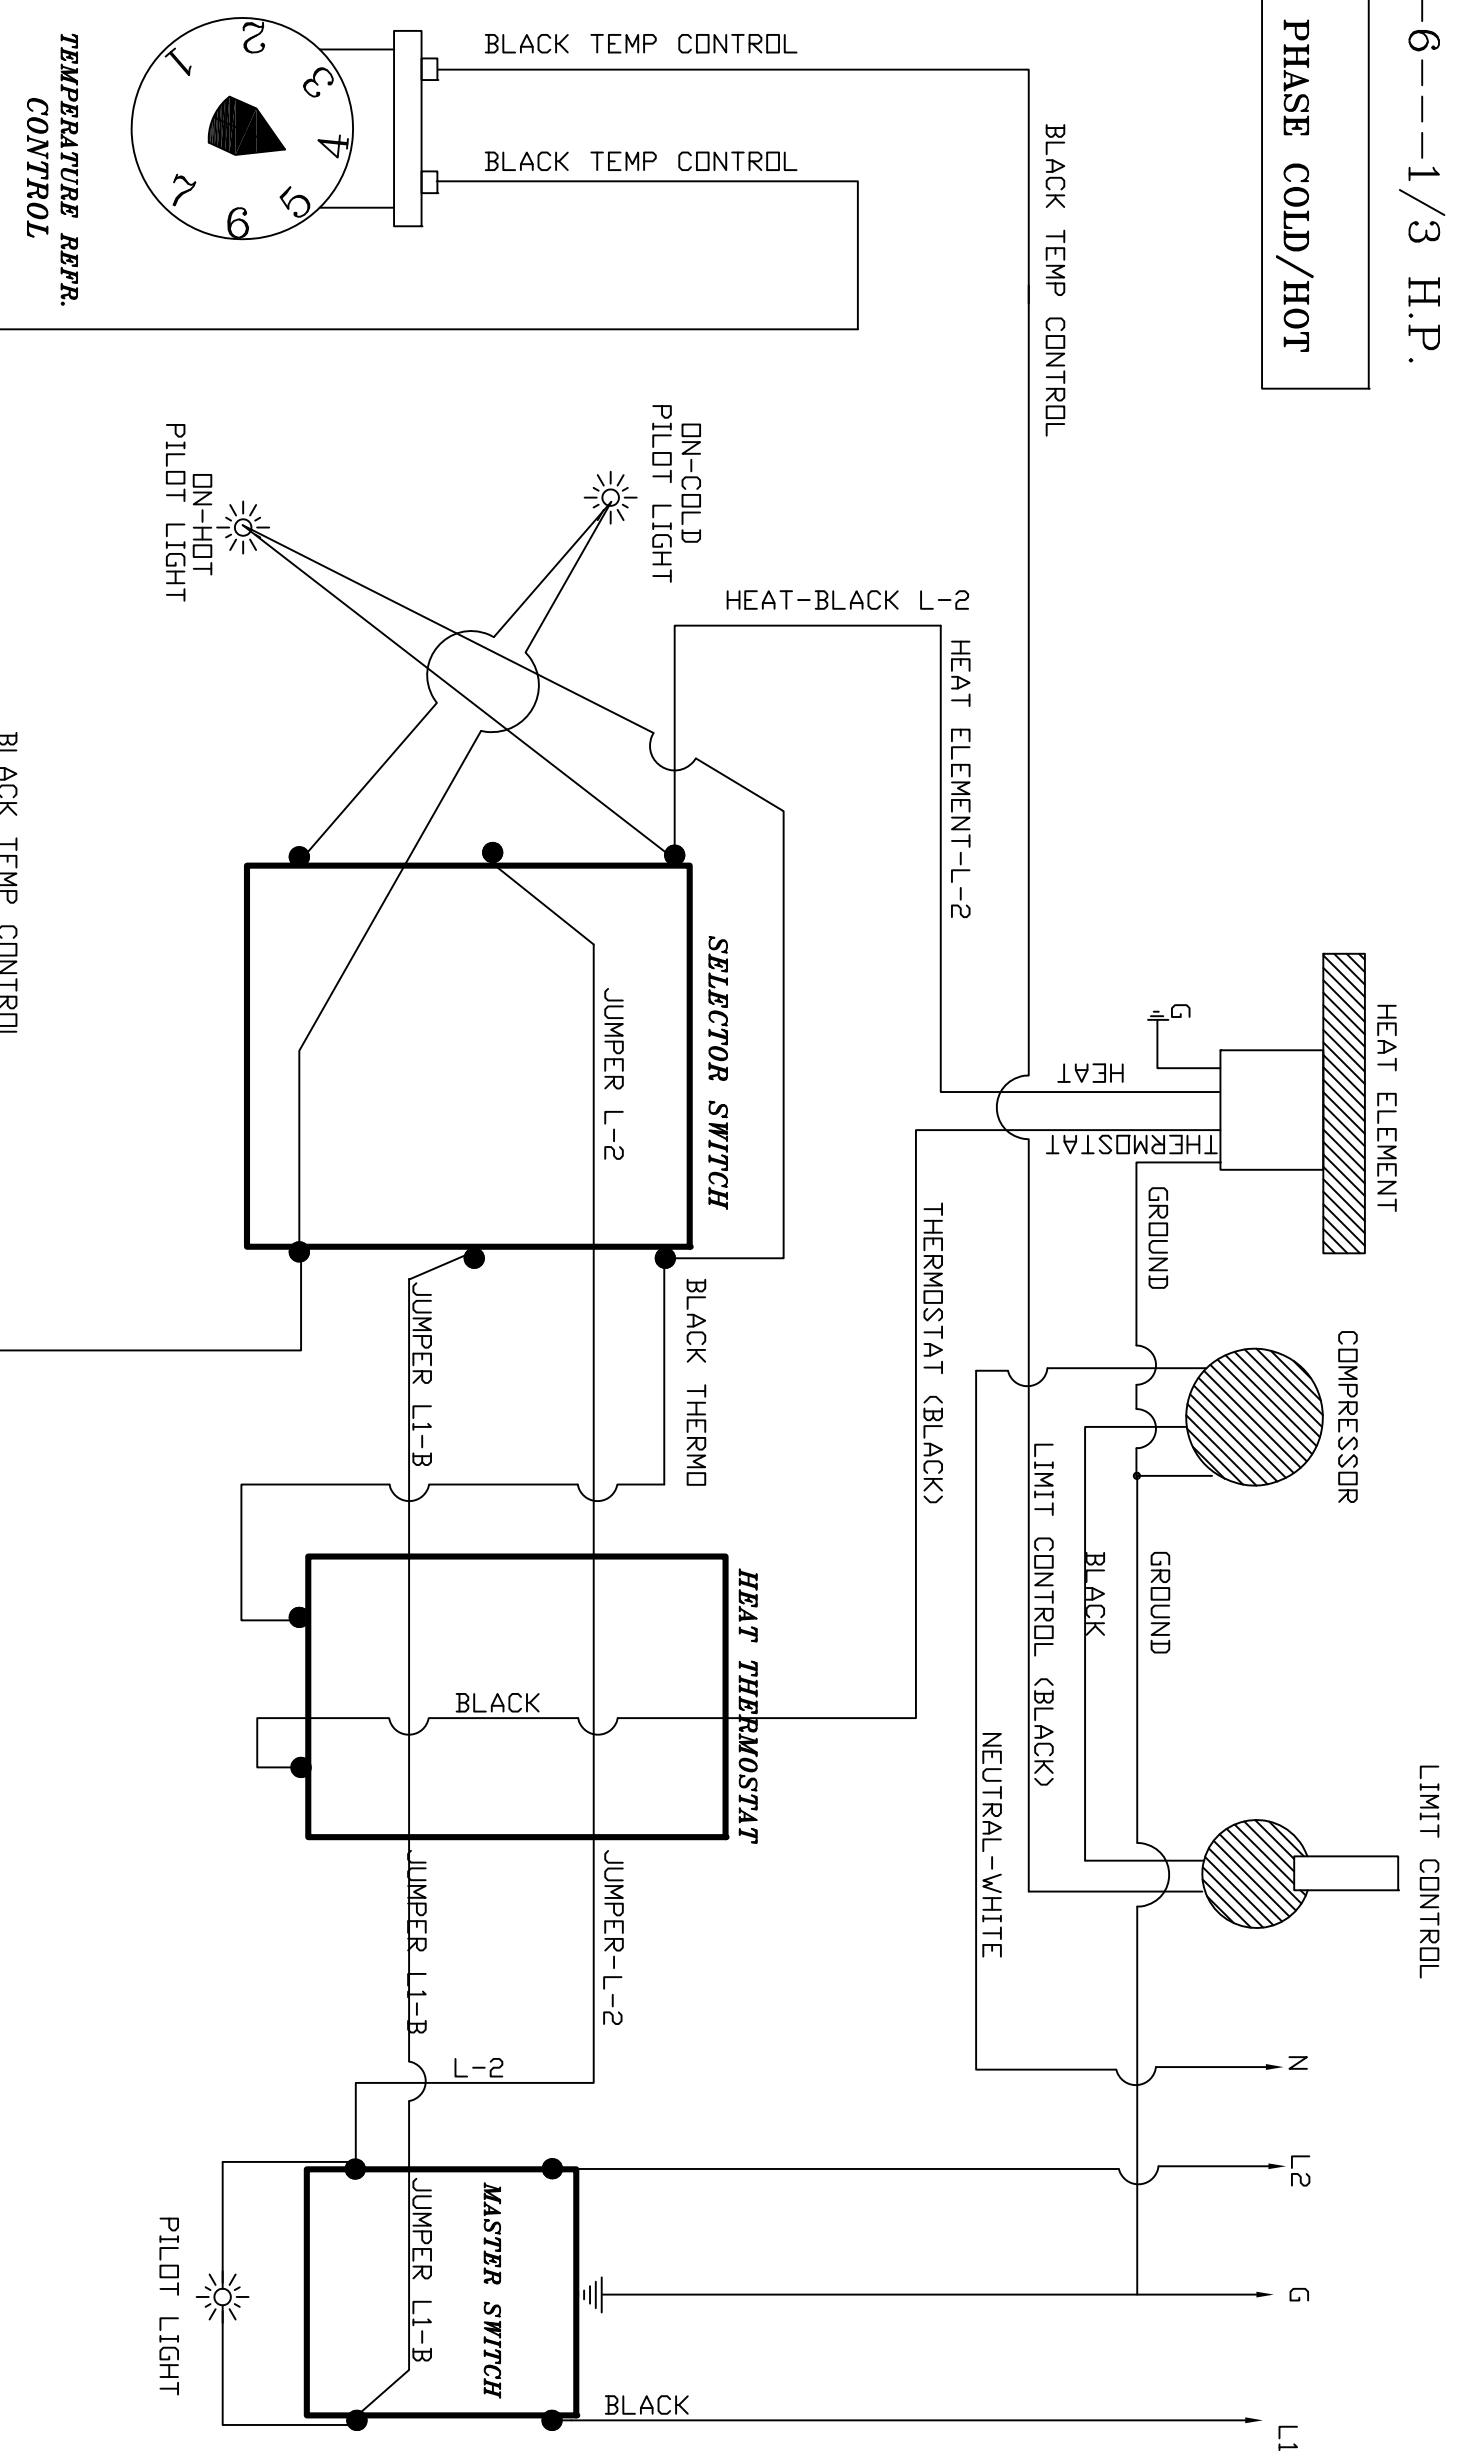 -6---1/3 H.P.
PHASE COLD/HOT
HEAT ELEMENT
COMPRESSOR
LIMIT CONTROL
G
HEAT
THERMOSTAT
GROUND
GROUND
BLACK
LIMIT CONTROL (BLACK)
NEUTRAL-WHITE
N
L2
G
L1
BLACK TEMP CONTROL
BLACK TEMP CONTROL
BLACK TEMP CONTROL
HEAT-BLACK L-2
HEAT ELEMENT-L-2
THERMOSTAT (BLACK)
ON-COLD
PILOT LIGHT
ON-HOT
PILOT LIGHT
SELECTOR SWITCH
JUMPER L-2
BLACK THERMO
JUMPER L1-B
HEAT THERMOSTAT
BLACK
JUMPER-L-2
JUMPER L1-B
L-2
MASTER SWITCH
JUMPER L1-B
BLACK
PILOT LIGHT
1
2
3
4
5
6
7
TEMPERATURE REFR.
CONTROL
BLACK TEMP CONTROL